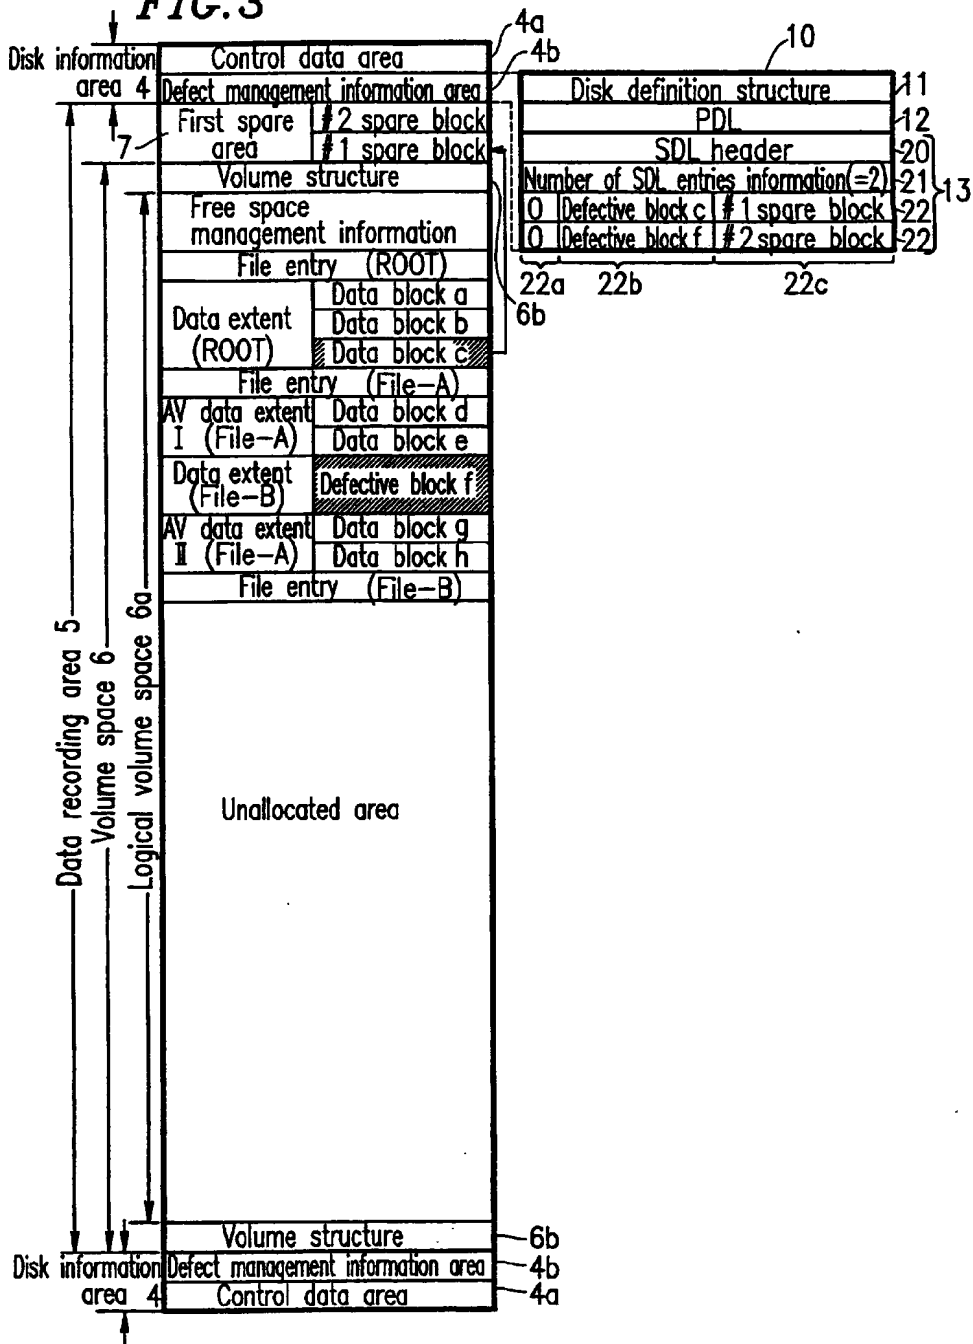 FIG.3
4a
Disk information area 4
Control data area
4b
10
Defect management information area
Disk definition structure
11
7
First spare area
#2 spare block
PDL
12
#1 spare block
SDL header
20
13
Volume structure
Number of SDL entries information(=2)
21
Free space management information
0
Defective block c
#1 spare block
22
0
Defective block f
#2 spare block
22
File entry (ROOT)
22a
22b
22c
6b
Data extent (ROOT)
Data block a
Data block b
Data block c
File entry (File-A)
AV data extent I (File-A)
Data block d
Data block e
Data extent (File-B)
Defective block f
AV data extent II (File-A)
Data block g
Data block h
File entry (File-B)
Data recording area 5
Volume space 6
Logical volume space 6a
Unallocated area
Volume structure
6b
Disk information area 4
Defect management information area
4b
Control data area
4a